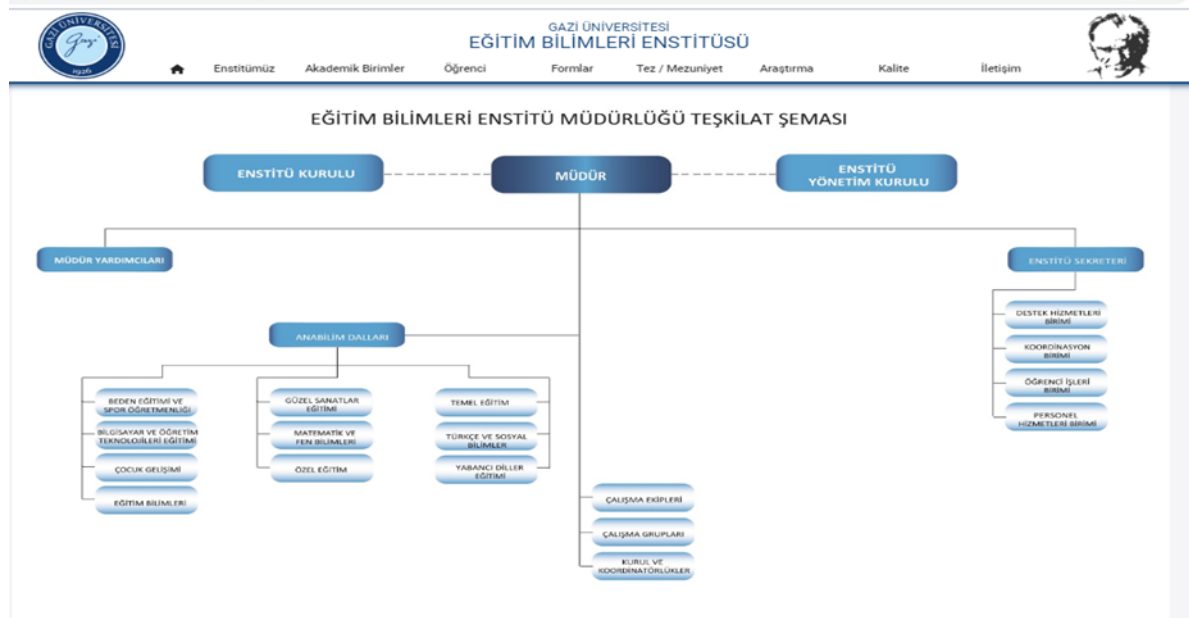 GAZİ ÜNİVERSİTESİ
Gazi
1926
GAZİ ÜNİVERSİTESİ
EĞİTİM BİLİMLERİ ENSTİTÜSÜ
Enstitümüz Akademik Birimler Öğrenci Formlar Tez / Mezuniyet Araştırma Kalite İletişim
EĞİTİM BİLİMLERİ ENSTİTÜ MÜDÜRLÜĞÜ TEŞKİLAT ŞEMASI
ENSTİTÜ KURULU
MÜDÜR
ENSTİTÜ
YÖNETİM KURULU
MÜDÜR YARDIMCILARI
ENSTİTÜ SEKRETERİ
DESTEK HİZMETLERİ
BİRİMİ
KOORDİNASYON
BİRİMİ
ÖĞRENCİ İŞLERİ
BİRİMİ
PERSONEL
HİZMETLERİ BİRİMİ
ANABİLİM DALLARI
BEDEN EĞİTİMİ VE
SPOR ÖĞRETMENLİĞİ
BİLGİSAYAR VE ÖĞRETİM
TEKNOLOJİLERİ EĞİTİMİ
ÇOCUK GELİŞİMİ
EĞİTİM BİLİMLERİ
GÜZEL SANATLAR
EĞİTİMİ
MATEMATİK VE
FEN BİLİMLERİ
ÖZEL EĞİTİM
TEMEL EĞİTİM
TÜRKÇE VE SOSYAL
BİLİMLER
YABANCI DİLLER
EĞİTİMİ
ÇALIŞMA EKİPLERİ
ÇALIŞMA GRUPLARI
KURUL VE
KOORDİNATÖRLÜKLER